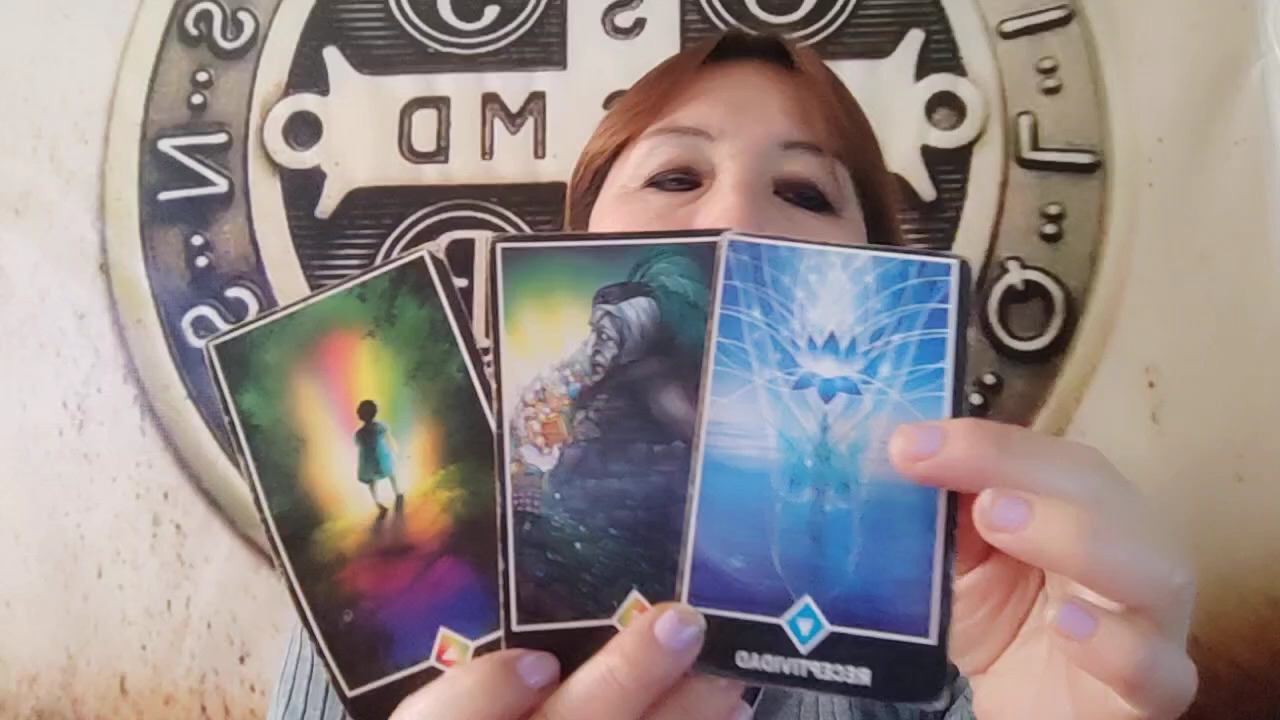 S
D M
S N S
I L Q
RECEPTIVIDAD